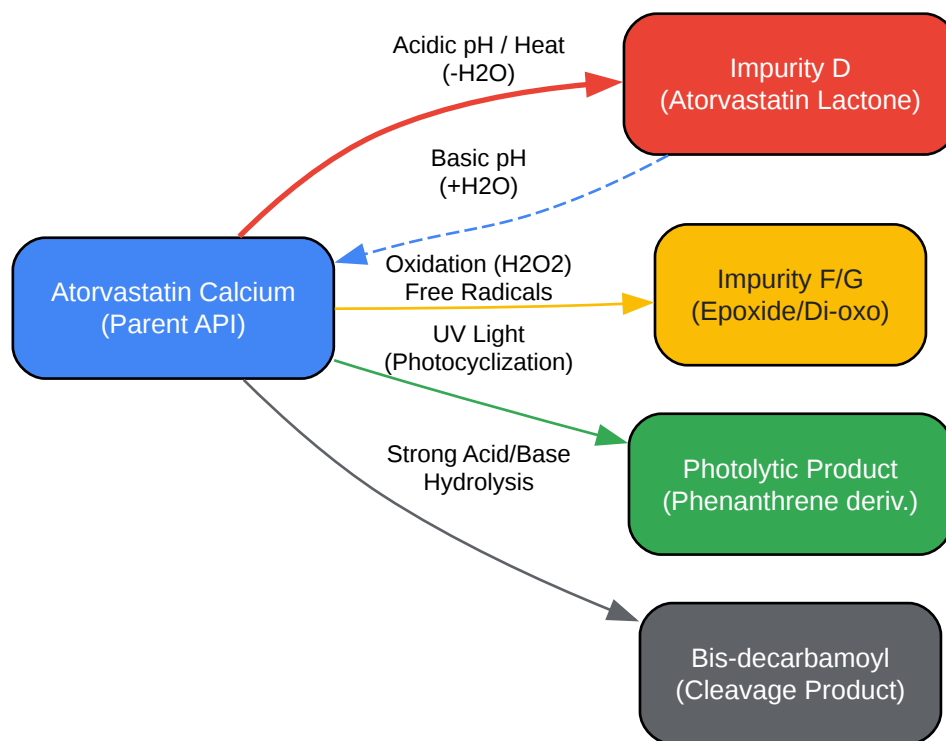 Acidic pH / Heat
(-H2O)
Impurity D
(Atorvastatin Lactone)
Basic pH
(+H2O)
Atorvastatin Calcium
(Parent API)
Oxidation (H2O2)
Free Radicals
Impurity F/G
(Epoxide/Di-oxo)
UV Light
(Photocyclization)
Photolytic Product
(Phenanthrene deriv.)
Strong Acid/Base
Hydrolysis
Bis-decarbamoyl
(Cleavage Product)